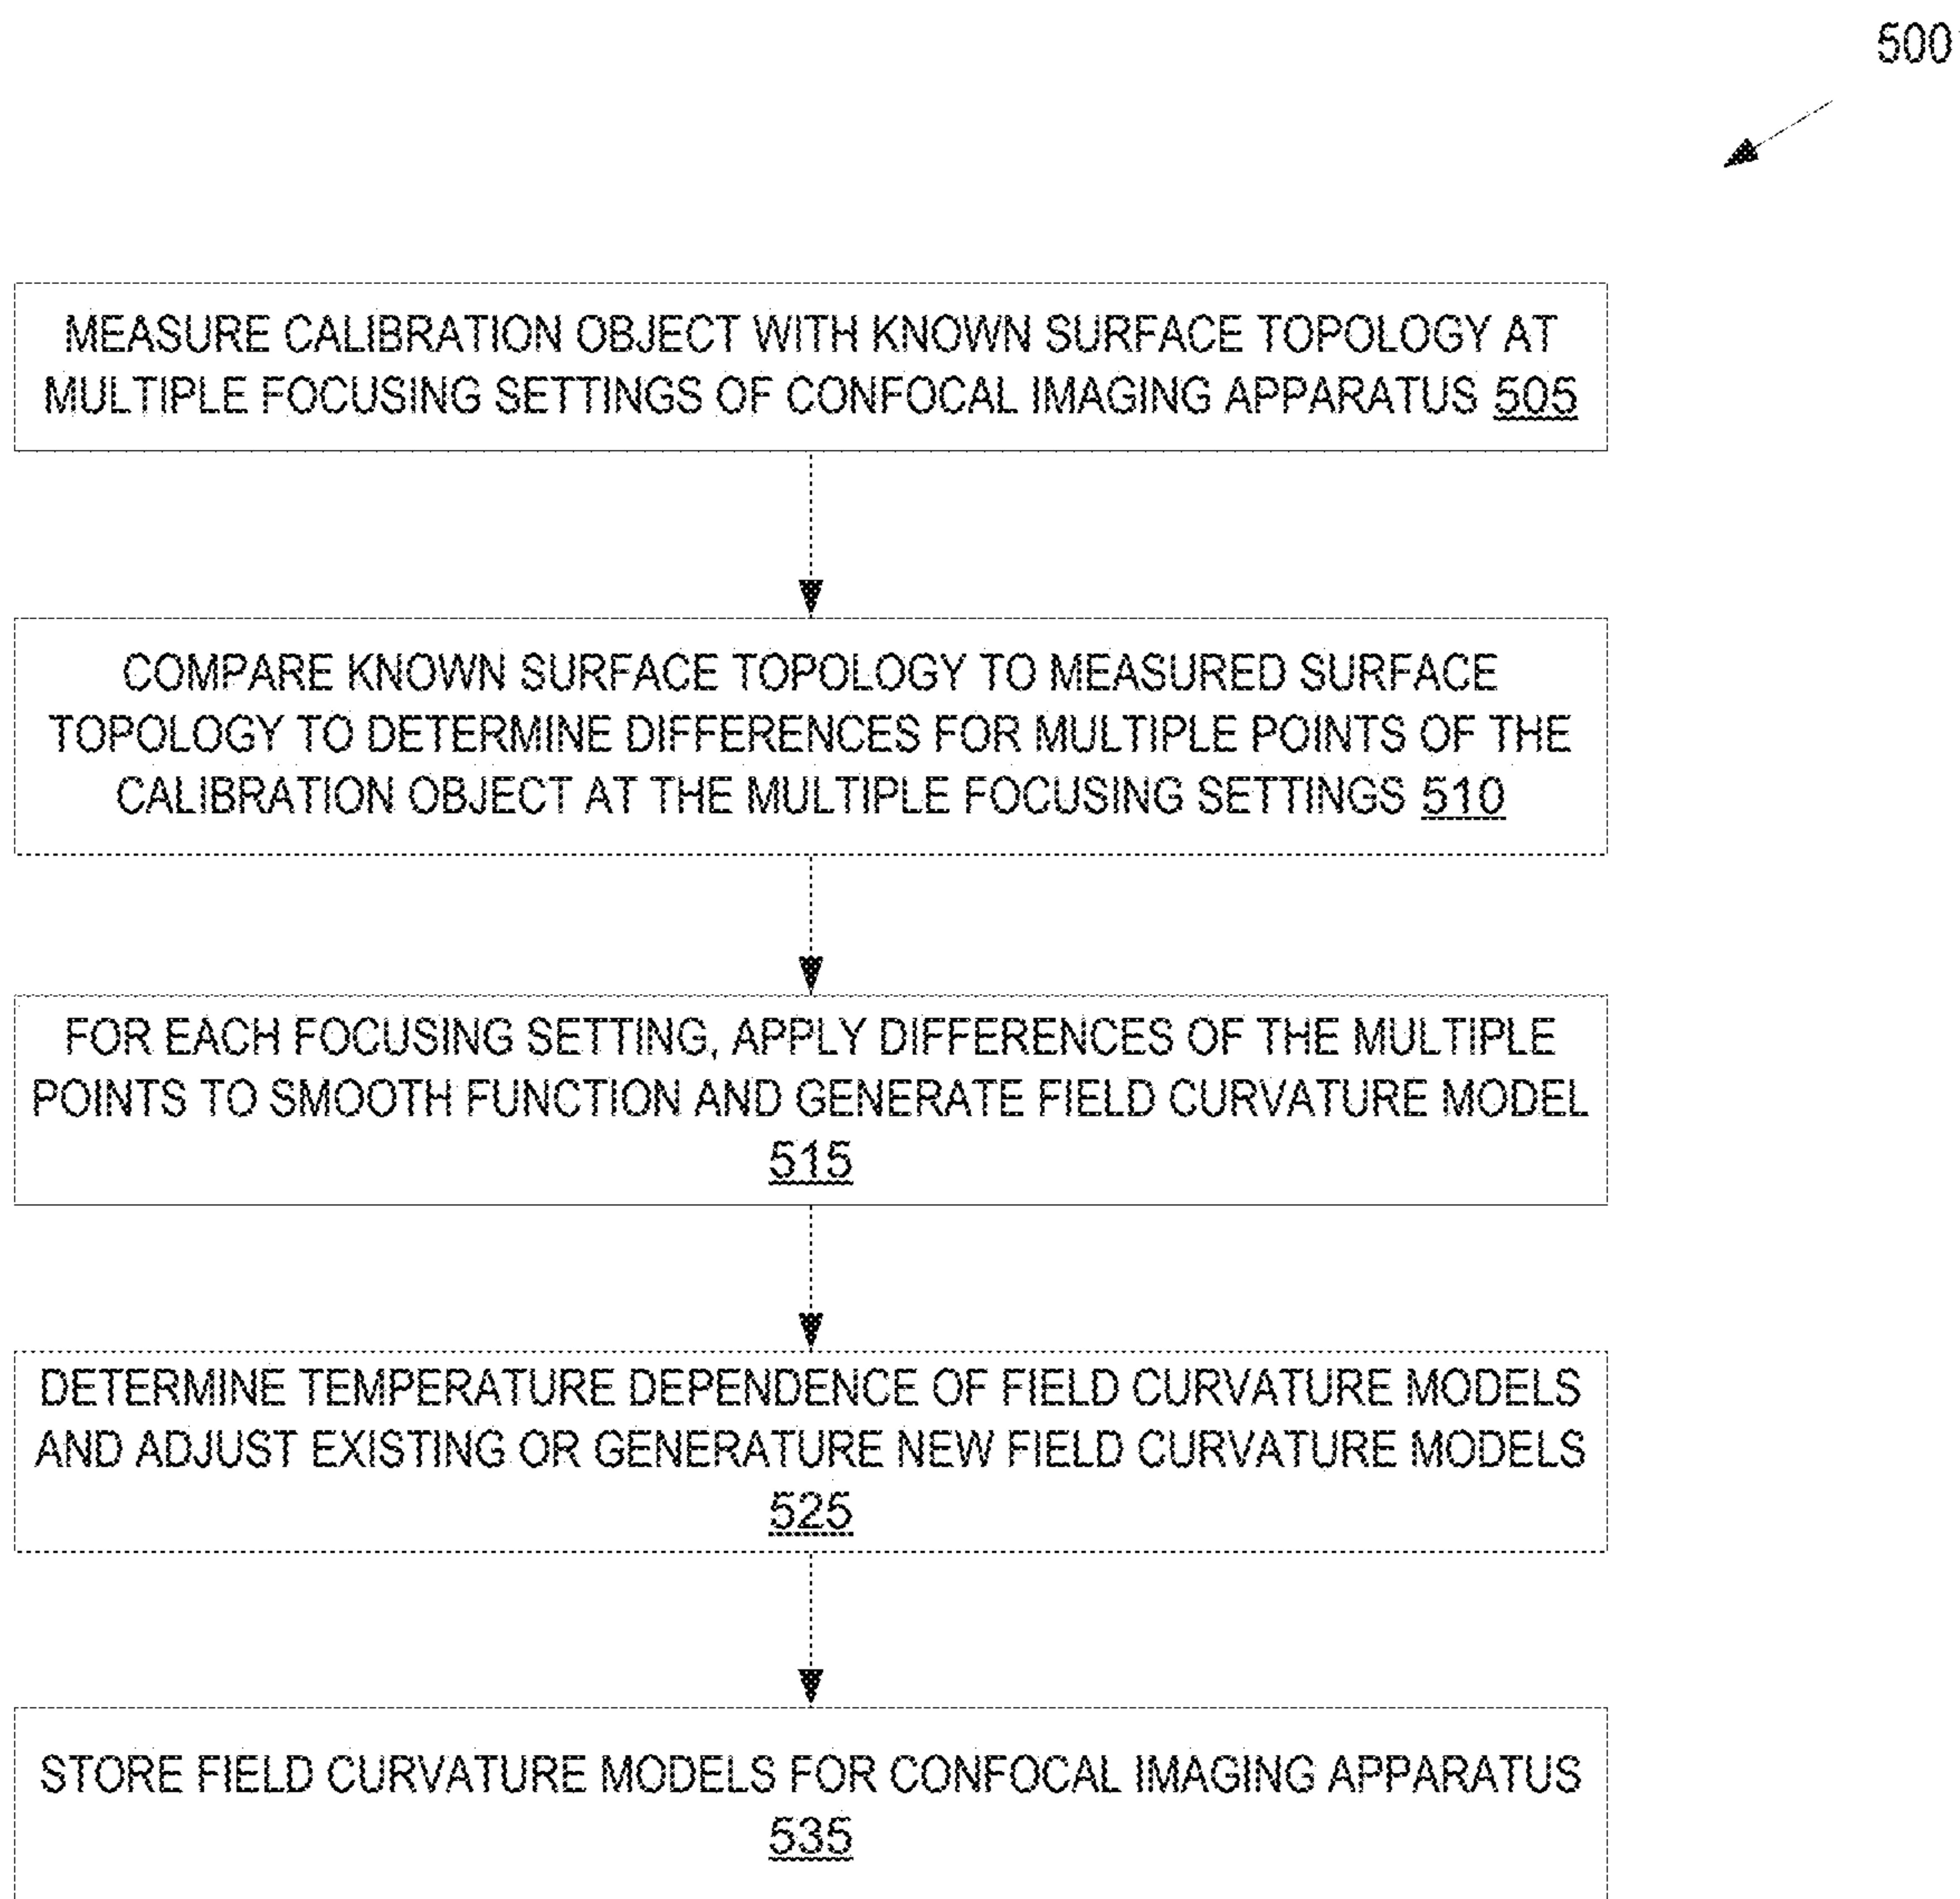 500
MEASURE CALIBRATION OBJECT WITH KNOWN SURFACE TOPOLOGY AT
MULTIPLE FOCUSING SETTINGS OF CONFOCAL IMAGING APPARATUS 505
COMPARE KNOWN SURFACE TOPOLOGY TO MEASURED SURFACE
TOPOLOGY TO DETERMINE DIFFERENCES FOR MULTIPLE POINTS OF THE
CALIBRATION OBJECT AT THE MULTIPLE FOCUSING SETTINGS 510
FOR EACH FOCUSING SETTING, APPLY DIFFERENCES OF THE MULTIPLE
POINTS TO SMOOTH FUNCTION AND GENERATE FIELD CURVATURE MODEL
515
DETERMINE TEMPERATURE DEPENDENCE OF FIELD CURVATURE MODELS
AND ADJUST EXISTING OR GENERATURE NEW FIELD CURVATURE MODELS
525
STORE FIELD CURVATURE MODELS FOR CONFOCAL IMAGING APPARATUS
535